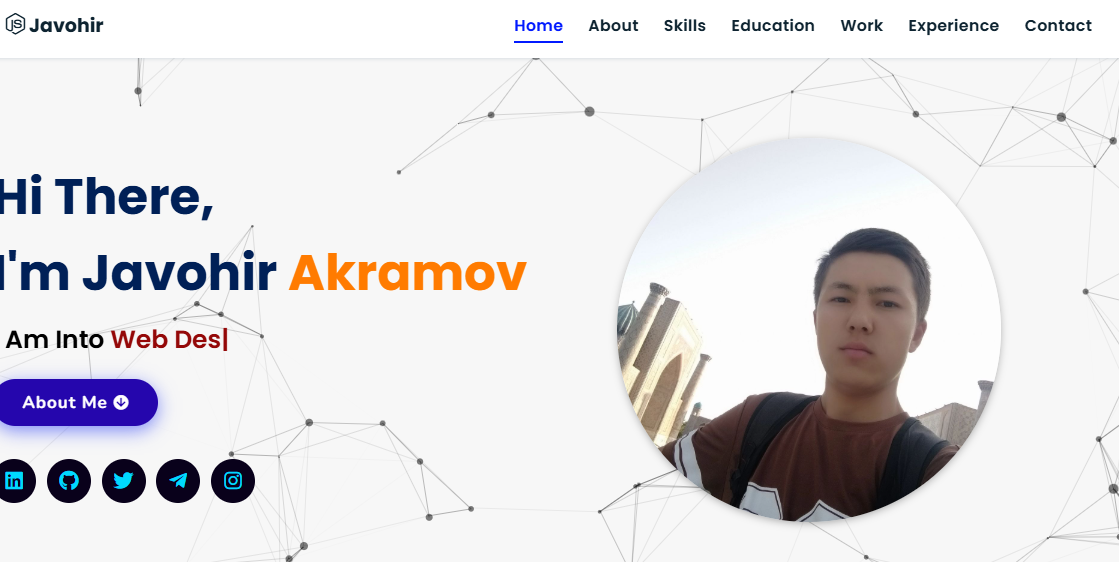 Javohir
Home About Skills Education Work Experience Contact
Hi There,
I'm Javohir Akramov
Am Into Web Des|
About Me